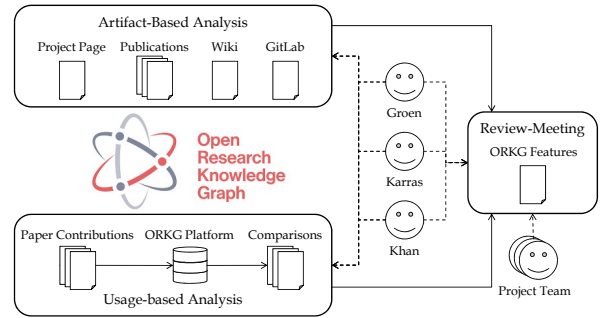 Artifact-Based Analysis
Project Page
Publications
Wiki
GitLab
Groen
Karras
Khan
Review-Meeting
ORKG Features
Project Team
Open
Research
Knowledge
Graph
Paper Contributions
ORKG Platform
Comparisons
Usage-based Analysis